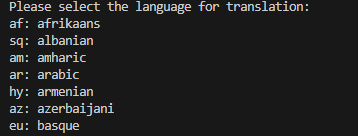 Please select the language for translation:
af: afrikaans
sq: albanian
am: amharic
ar: arabic
hy: armenian
az: azerbaijani
eu: basque